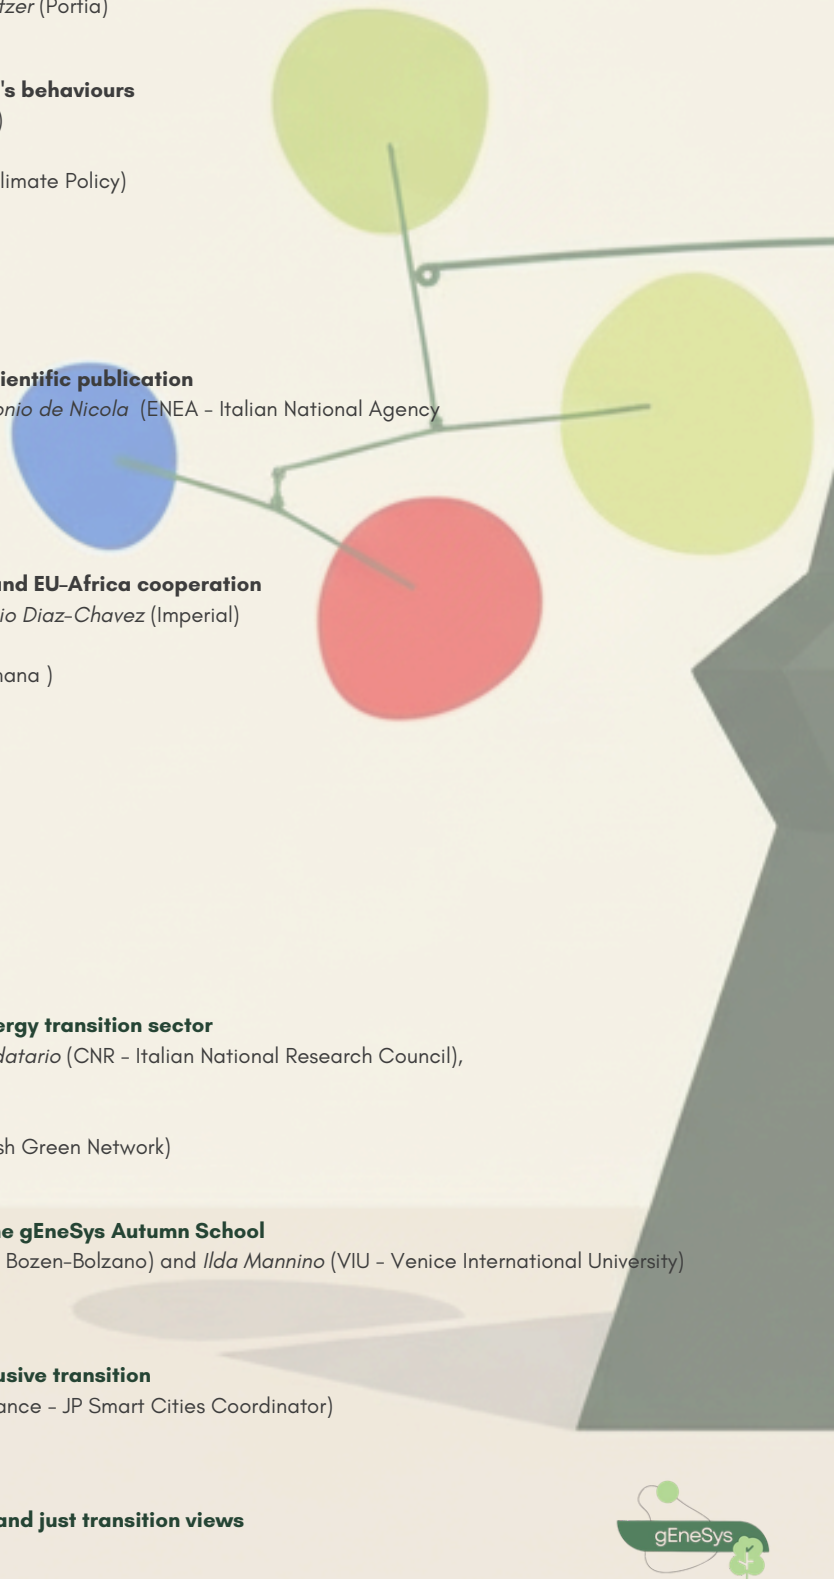 tzer (Portia)
's behaviours
)
limate Policy)
ientific publication
onio de Nicola (ENEA - Italian National Agency
and EU-Africa cooperation
io Diaz-Chavez (Imperial)
nana )
ergy transition sector
datario (CNR - Italian National Research Council),
sh Green Network)
ne gEneSys Autumn School
Bozen-Bolzano) and Ilda Mannino (VIU - Venice International University)
usive transition
ance - JP Smart Cities Coordinator)
and just transition views
gEneSys